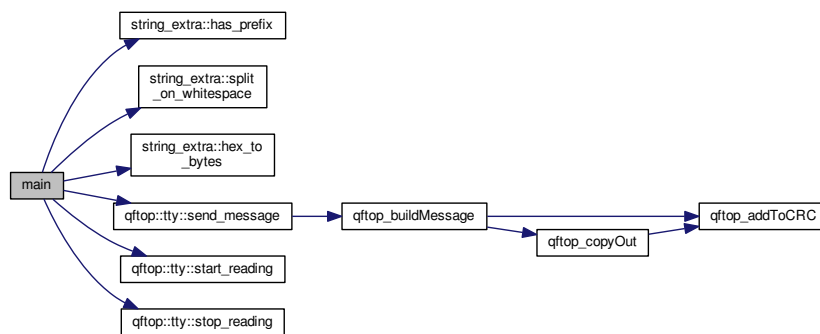 string_extra::has_prefix
string_extra::split
_on_whitespace
string_extra::hex_to
_bytes
main
qftop::tty::send_message
qftop_buildMessage
qftop_addToCRC
qftop_copyOut
qftop::tty::start_reading
qftop::tty::stop_reading